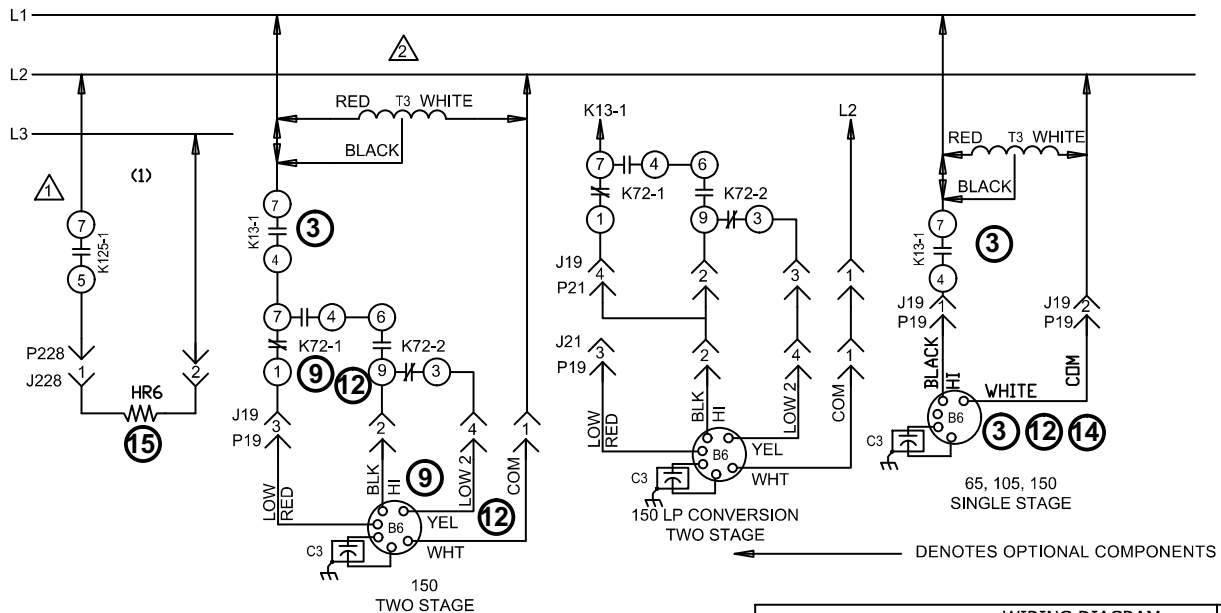 L1
2
L2
RED T3 WHITE
L3
BLACK
1
(1)
7
K125-1
5
P228
J228
1
2
HR6
15
7
K13-1
3
4
7
4
6
K72-1
K72-2
1
9
12
9
3
J19
P19
3
2
4
1
LOW
RED
BLK
HI
9
LOW 2
COM
12
YEL
B6
C3
WHT
150
TWO STAGE
K13-1
L2
7
4
6
K72-1
K72-2
1
9
3
J19
4
2
3
1
P21
J21
3
P19
2
4
1
LOW
RED
BLK
HI
LOW 2
COM
YEL
B6
C3
WHT
150 LP CONVERSION
TWO STAGE
RED T3 WHITE
BLACK
7
K13-1
3
4
J19
1
P19
J19
2
P19
BLACK
HI
WHITE
COM
B6
C3
3
12
14
65, 105, 150
SINGLE STAGE
DENOTES OPTIONAL COMPONENTS